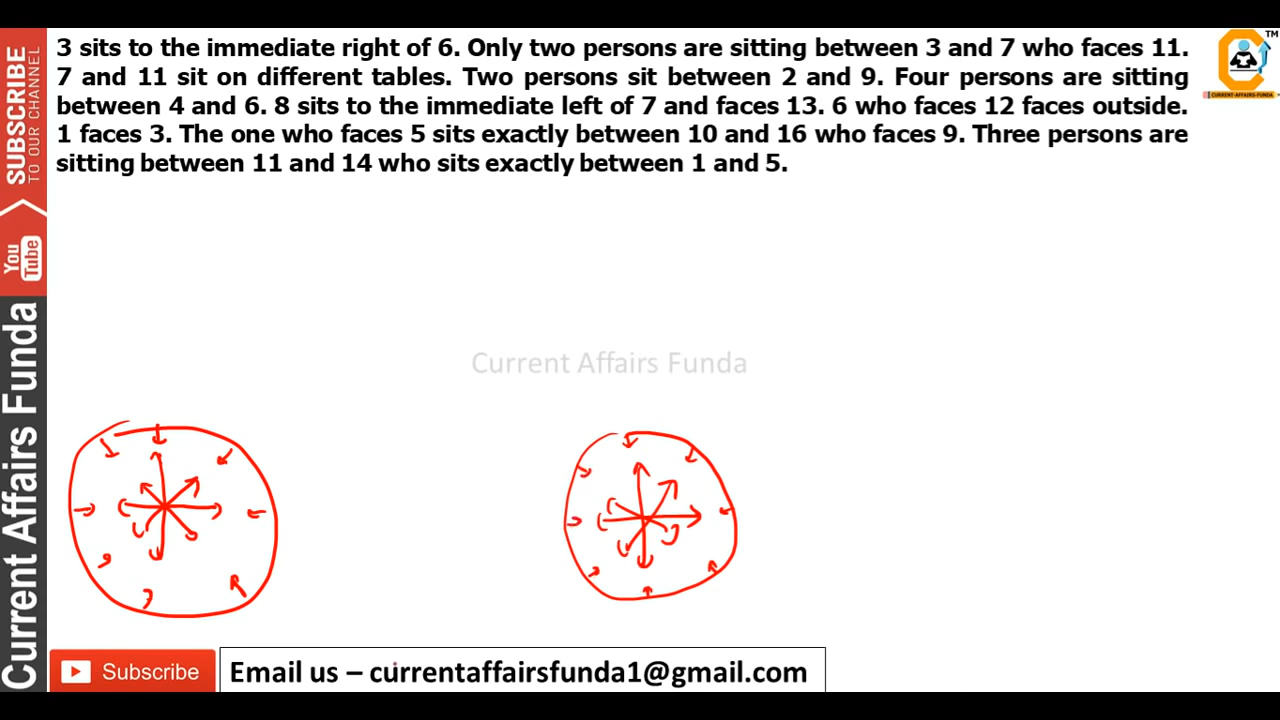 3 sits to the immediate right of 6. Only two persons are sitting between 3 and 7 who faces 11.
7 and 11 sit on different tables. Two persons sit between 2 and 9. Four persons are sitting
between 4 and 6. 8 sits to the immediate left of 7 and faces 13. 6 who faces 12 faces outside.
1 faces 3. The one who faces 5 sits exactly between 10 and 16 who faces 9. Three persons are
sitting between 11 and 14 who sits exactly between 1 and 5.
SUBSCRIBE
TO OUR CHANNEL
You
Tube
Current Affairs Funda
TM
CURRENT-AFFAIRS-FUNDA
Current Affairs Funda
Subscribe
Email us – currentaffairsfunda1@gmail.com